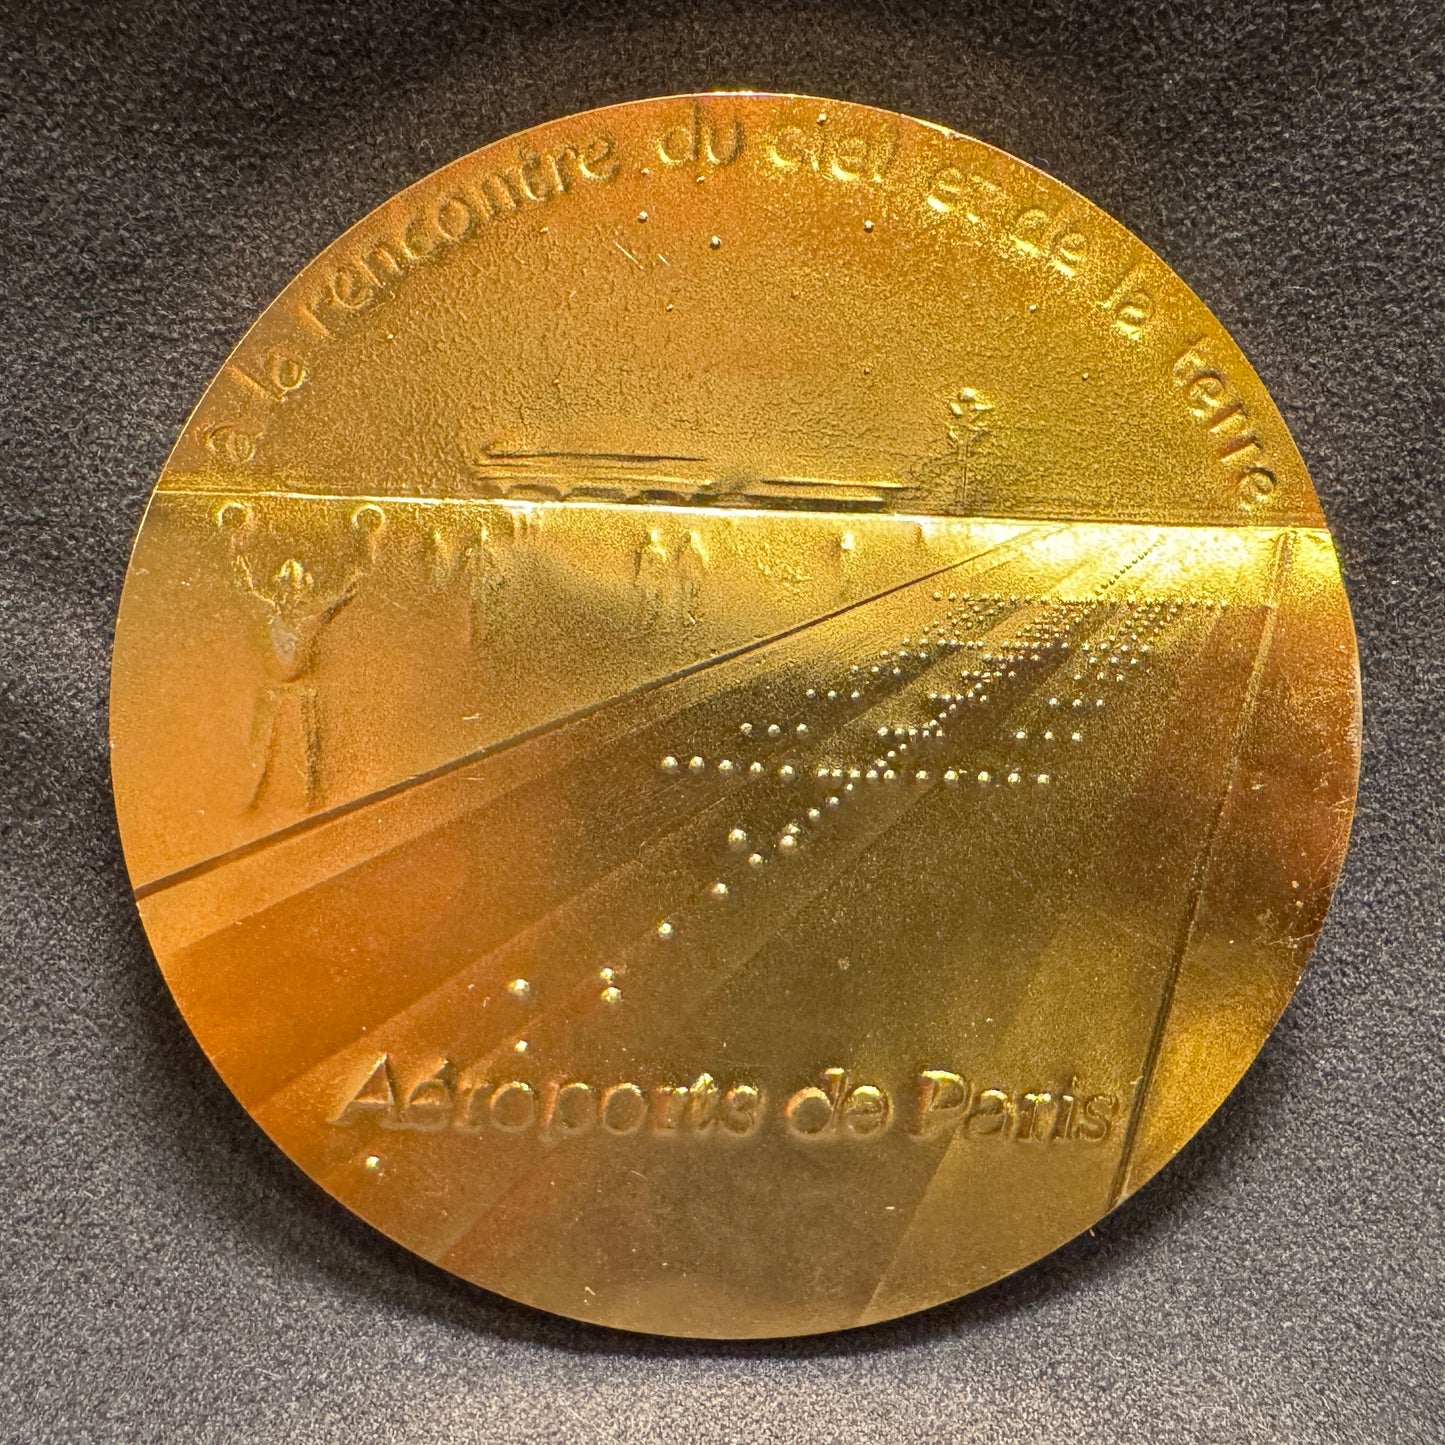 a la rencontre du ciel et de la terre
Aéroports de Paris